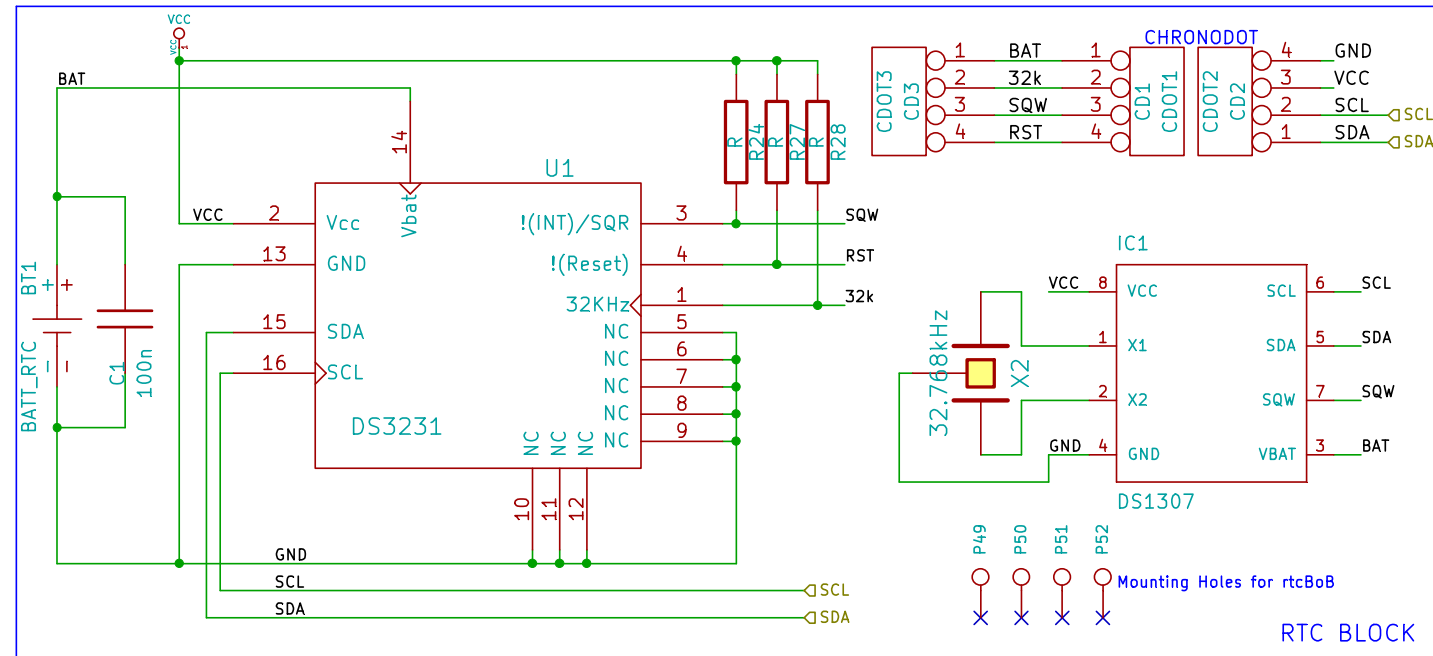 VCC
VCC
1
BAT
14
U1
VCC
2
Vcc
Vbat
!(INT)/SQR
3
SQW
13
GND
!(Reset)
4
RST
32KHz
1
32k
15
SDA
NC
5
16
SCL
NC
6
NC
7
NC
8
NC
9
DS3231
NC
NC
NC
10
11
12
BT1
+
+
BATT_RTC
C1
100n
R
R24
R
R27
R
R28
GND
SCL
SCL
SDA
SDA
CHRONODOT
CDOT3
CD3
1
BAT
1
2
32k
2
3
SQW
3
4
RST
4
CD1
CDOT1
CDOT2
CD2
4
GND
3
VCC
2
SCL
SCL
1
SDA
SDA
IC1
VCC
8
VCC
SCL
6
SCL
1
X1
SDA
5
SDA
2
X2
SQW
7
SQW
GND
4
GND
VBAT
3
BAT
32.768kHz
X2
DS1307
P49
P50
P51
P52
Mounting Holes for rtcBoB
RTC BLOCK